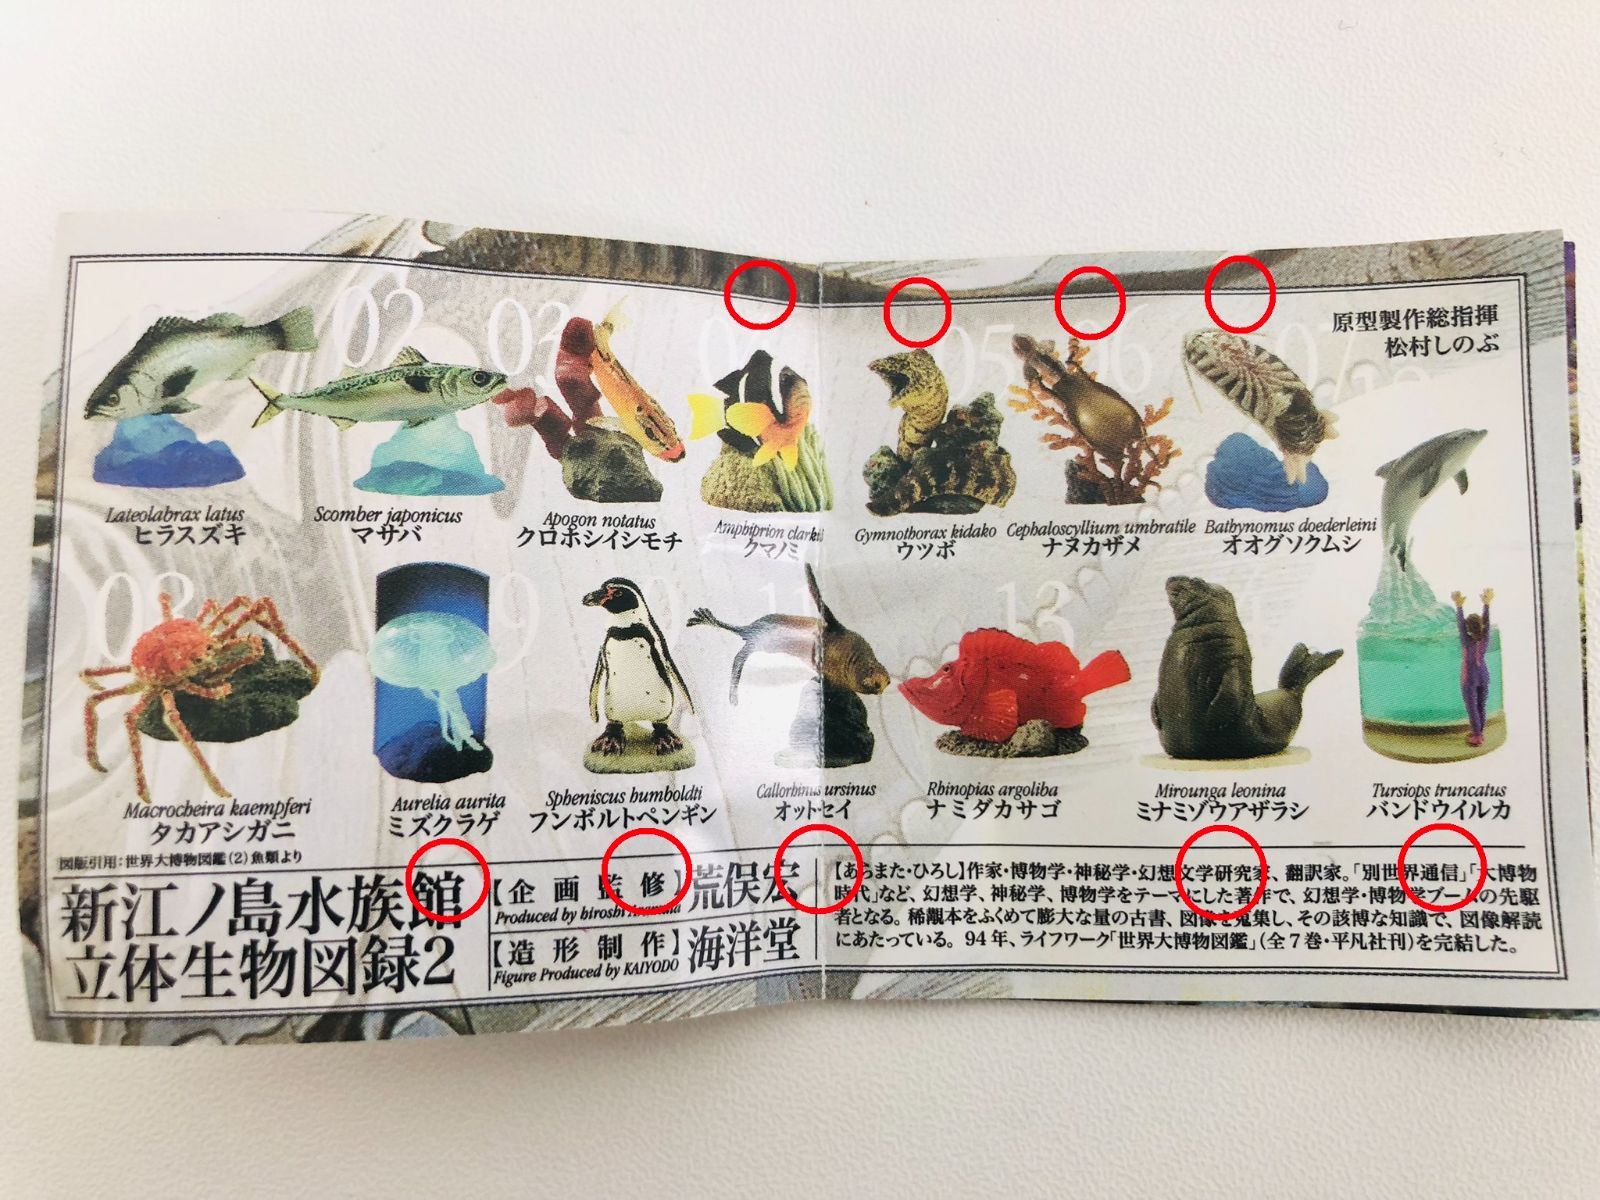 02
03
04
05
06
原型製作総指揮
松村しのぶ
Lateolabrax latus
ヒラスズキ
Scomber japonicus
マサバ
Apogon notatus
クロホシイシモチ
Amphiprion clarkii
クマノミ
Gymnothorax kidako
ウツボ
Cephaloscyllium umbratile
ナヌカザメ
Bathynomus doederleini
オオグソクムシ
03
9
11
13
Macrocheira kaempferi
タカアシガニ
Aurelia aurita
ミズクラゲ
Spheniscus humboldti
フンボルトペンギン
Callorhinus ursinus
オットセイ
Rhinopias argoliba
ナミダカサゴ
Mirounga leonina
ミナミゾウアザラシ
Tursiops truncatus
バンドウイルカ
図版引用:世界大博物図鑑(2)魚類より
新江ノ島水族館
立体生物図録2
【企画監修】荒俣宏
Produced by hiroshi Aramata
【造形制作】海洋堂
Figure Produced by KAIYODO
【あらまた・ひろし】作家・博物学・神秘学・幻想文学研究家、翻訳家。「別世界通信」「大博物
時代」など、幻想学、神秘学、博物学をテーマにした著作で、幻想学・博物学ブームの先駆
者となる。稀覯本をふくめて膨大な量の古書、図像を蒐集し、その該博な知識で、図像解読
にあたっている。94年、ライフワーク「世界大博物図鑑」(全7巻・平凡社刊)を完結した。